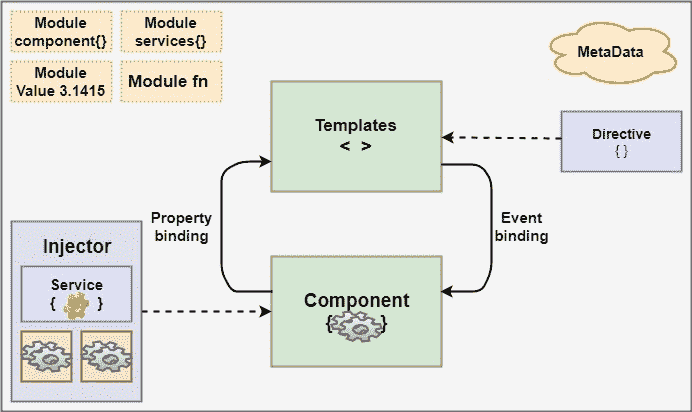 Module
component{}
Module
services{}
Module
Value 3.1415
Module fn
MetaData
Templates
< >
Directive
{ }
Property
binding
Event
binding
Injector
Service
{ }
Component
{ }